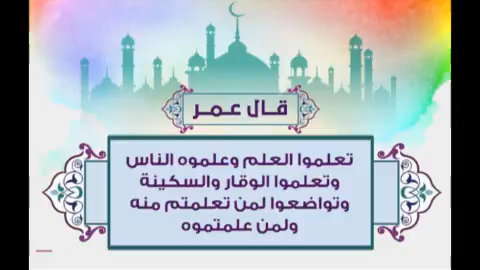 قال عمر
تعلموا العلم وعلموه الناس
وتعلموا الوقار والسكينة
وتواضعوا لمن تعلمتم منه
ولمن علمتموه